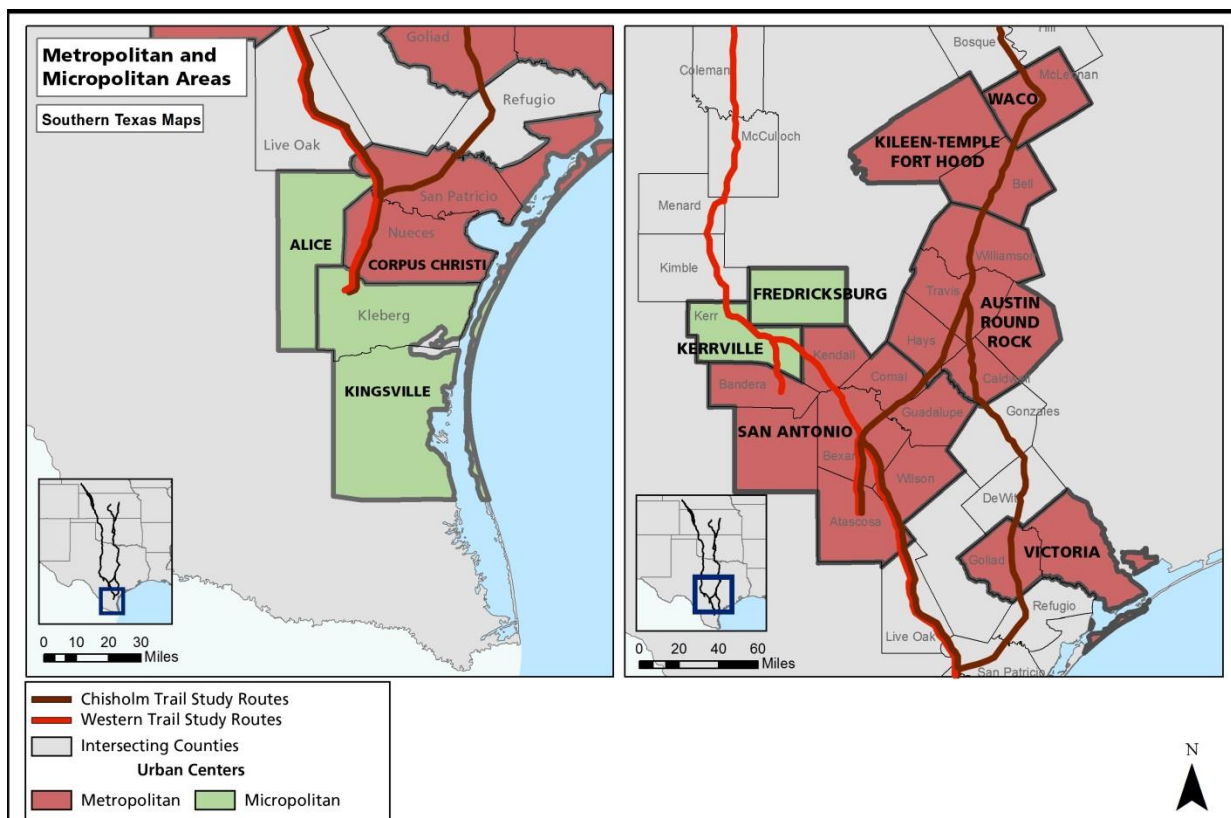 Metropolitan and
Micropolitan Areas
Southern Texas Maps
Goliad
Refugio
Live Oak
San Patricio
Nueces
ALICE
CORPUS CHRISTI
Kleberg
KINGSVILLE
0 10 20 30
Miles
Bosque
Hill
Coleman
McLennan
WACO
McCulloch
KILEEN-TEMPLE
FORT HOOD
Bell
Menard
Williamson
Kimble
Travis
FREDRICKSBURG
AUSTIN
ROUND
ROCK
Kerr
Hays
KERRVILLE
Kendall
Comal
Caldwell
Bandera
Guadalupe
Gonzales
SAN ANTONIO
Bexar
Wilson
DeWitt
Atascosa
Goliad
VICTORIA
Refugio
Live Oak
San Patricio
0 20 40 60
Miles
Chisholm Trail Study Routes
Western Trail Study Routes
Intersecting Counties
Urban Centers
Metropolitan
Micropolitan
N